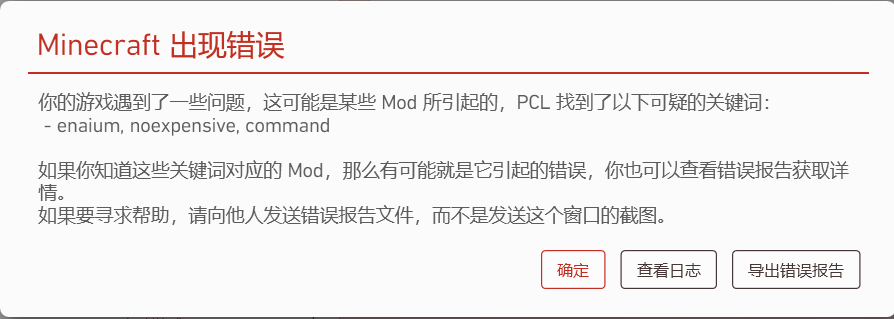 Minecraft 出现错误
你的游戏遇到了一些问题，这可能是某些 Mod 所引起的，PCL 找到了以下可疑的关键词：
- enaium, noexpensive, command
如果你知道这些关键词对应的 Mod，那么有可能就是它引起的错误，你也可以查看错误报告获取详
情。
如果要寻求帮助，请向他人发送错误报告文件，而不是发送这个窗口的截图。
确定 查看日志 导出错误报告